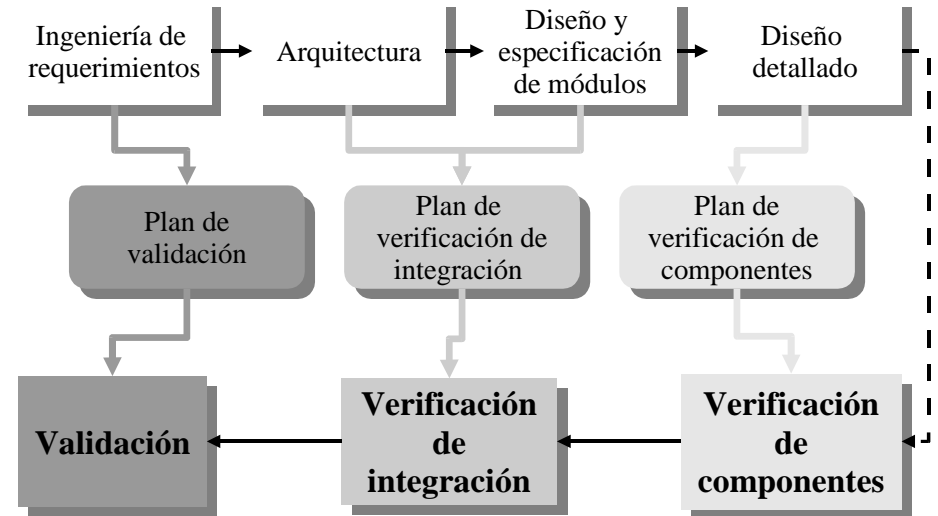 Ingeniería de
requerimientos
Arquitectura
Diseño y
especificación
de módulos
Diseño
detallado
Plan de
validación
Plan de
verificación de
integración
Plan de
verificación de
componentes
Validación
Verificación
de
integración
Verificación
de
componentes